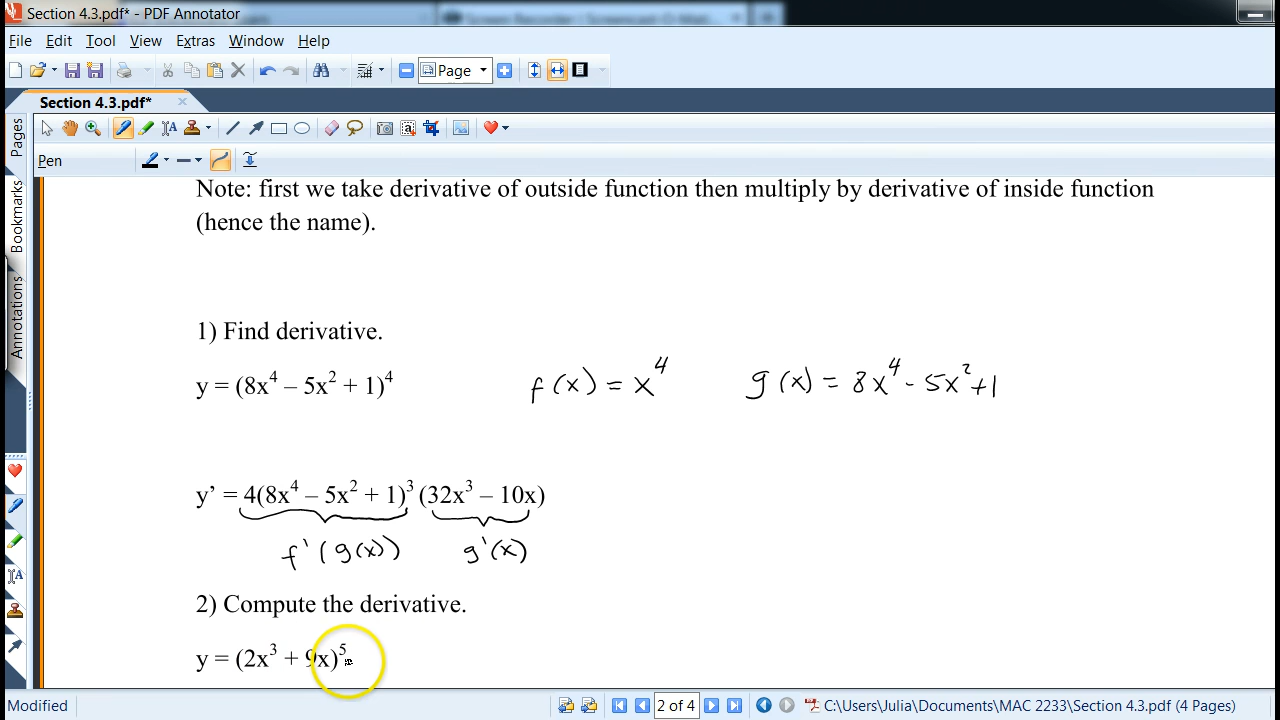 Section 4.3.pdf* - PDF Annotator
File Edit Tool View Extras Window Help
Page
Section 4.3.pdf*
Pen
Pages
Bookmarks
Annotations
Note: first we take derivative of outside function then multiply by derivative of inside function
(hence the name).
1) Find derivative.
y = (8x⁴ – 5x² + 1)⁴ f(x) = x⁴ g(x) = 8x⁴ - 5x² + 1
y’ = 4(8x⁴ – 5x² + 1)³ (32x³ – 10x)
f'(g(x)) g'(x)
2) Compute the derivative.
y = (2x³ + 9x)⁵
Modified 2 of 4 C:\Users\Julia\Documents\MAC 2233\Section 4.3.pdf (4 Pages)